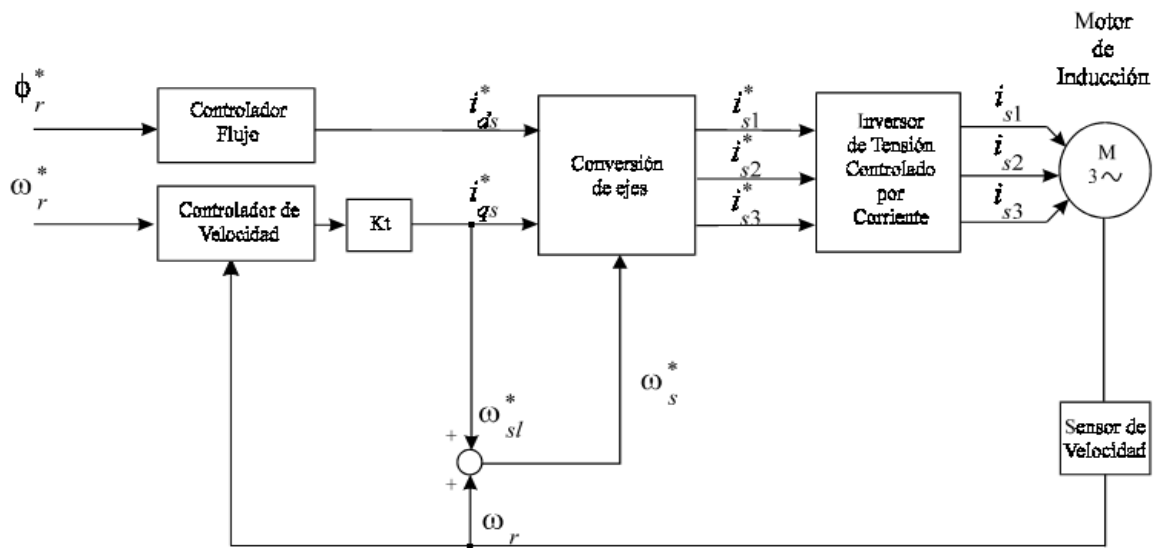 Motor
de
Inducción
ϕ*r
Controlador
Flujo
i*ds
ω*r
Controlador de
Velocidad
Kt
i*qs
Conversión
de ejes
i*s1
i*s2
i*s3
Inversor
de Tensión
Controlado
por
Corriente
is1
is2
is3
M
3~
ω*s
ω*sl
+
+
ωr
Sensor de
Velocidad